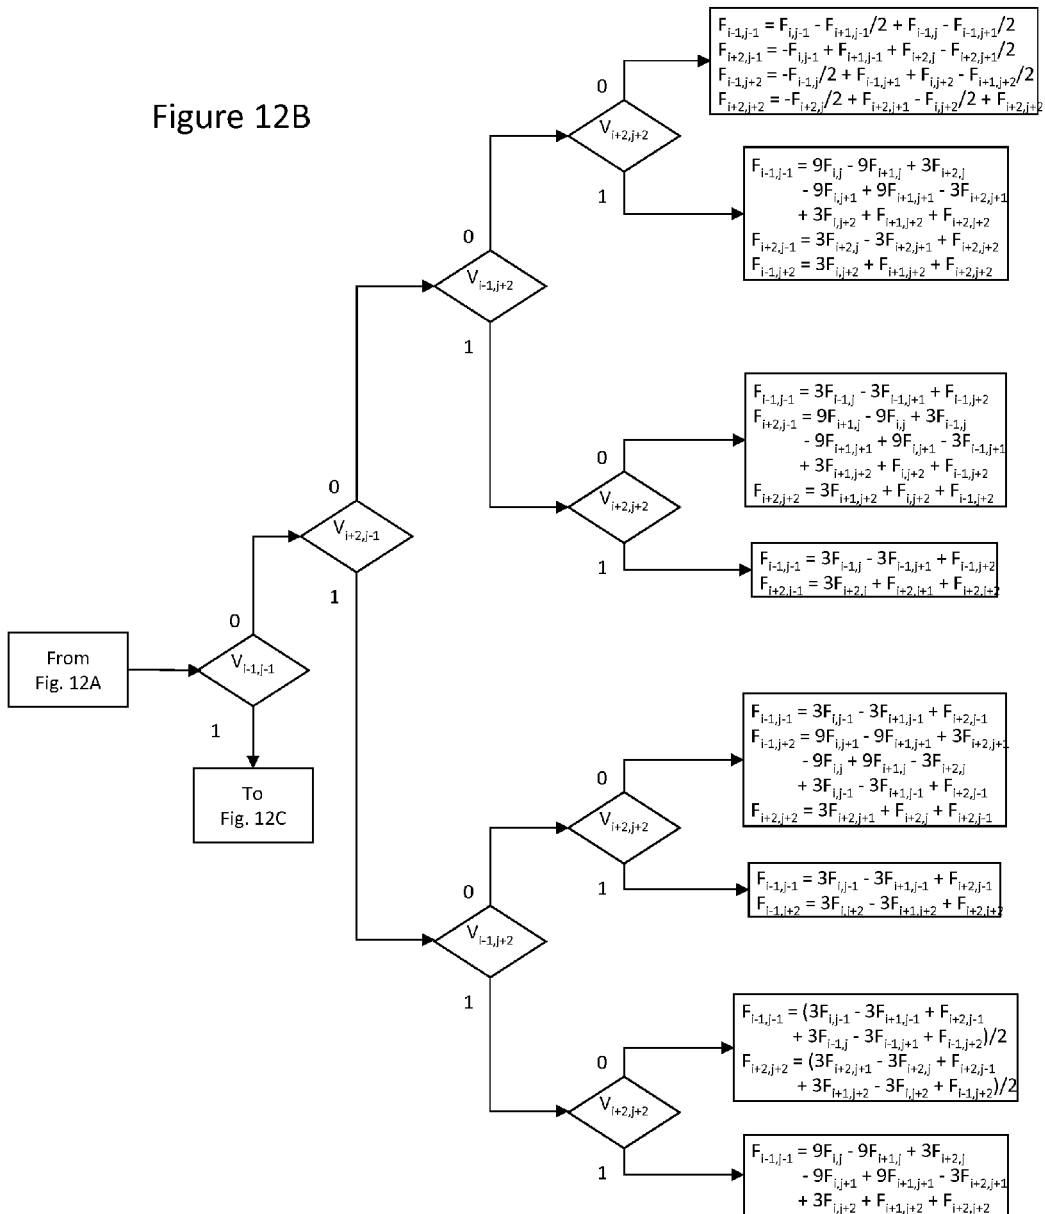 Figure 12B
From
Fig. 12A
V_{i-1,j-1}
0
1
To
Fig. 12C
V_{i+2,j-1}
0
1
V_{i-1,j+2}
0
1
V_{i+2,j+2}
0
1
F_{i-1,j-1} = F_{i,j-1} - F_{i+1,j-1}/2 + F_{i-1,j} - F_{i-1,j+1}/2
F_{i+2,j-1} = -F_{i,j-1} + F_{i+1,j-1} + F_{i+2,j} - F_{i+2,j+1}/2
F_{i-1,j+2} = -F_{i-1,j}/2 + F_{i-1,j+1} + F_{i,j+2} - F_{i+1,j+2}/2
F_{i+2,j+2} = -F_{i+2,j}/2 + F_{i+2,j+1} - F_{i,j+2}/2 + F_{i+2,j+2}
F_{i-1,j-1} = 9F_{i,j} - 9F_{i+1,j} + 3F_{i+2,j}
- 9F_{i,j+1} + 9F_{i+1,j+1} - 3F_{i+2,j+1}
+ 3F_{i,j+2} + F_{i+1,j+2} + F_{i+2,j+2}
F_{i+2,j-1} = 3F_{i+2,j} - 3F_{i+2,j+1} + F_{i+2,j+2}
F_{i-1,j+2} = 3F_{i,j+2} + F_{i+1,j+2} + F_{i+2,j+2}
V_{i+2,j+2}
0
1
F_{i-1,j-1} = 3F_{i-1,j} - 3F_{i-1,j+1} + F_{i-1,j+2}
F_{i+2,j-1} = 9F_{i+1,j} - 9F_{i,j} + 3F_{i-1,j}
- 9F_{i+1,j+1} + 9F_{i,j+1} - 3F_{i-1,j+1}
+ 3F_{i+1,j+2} + F_{i,j+2} + F_{i-1,j+2}
F_{i+2,j+2} = 3F_{i+1,j+2} + F_{i,j+2} + F_{i-1,j+2}
F_{i-1,j-1} = 3F_{i-1,j} - 3F_{i-1,j+1} + F_{i-1,j+2}
F_{i+2,j-1} = 3F_{i+2,j} + F_{i+2,j+1} + F_{i+2,j+2}
V_{i-1,j+2}
0
1
V_{i+2,j+2}
0
1
F_{i-1,j-1} = 3F_{i,j-1} - 3F_{i+1,j-1} + F_{i+2,j-1}
F_{i-1,j+2} = 9F_{i,j+1} - 9F_{i+1,j+1} + 3F_{i+2,j+1}
- 9F_{i,j} + 9F_{i+1,j} - 3F_{i+2,j}
+ 3F_{i,j-1} - 3F_{i+1,j-1} + F_{i+2,j-1}
F_{i+2,j+2} = 3F_{i+2,j+1} + F_{i+2,j} + F_{i+2,j-1}
F_{i-1,j-1} = 3F_{i,j-1} - 3F_{i+1,j-1} + F_{i+2,j-1}
F_{i-1,j+2} = 3F_{i,j+2} - 3F_{i+1,j+2} + F_{i+2,j+2}
V_{i+2,j+2}
0
1
F_{i-1,j-1} = (3F_{i,j-1} - 3F_{i+1,j-1} + F_{i+2,j-1}
+ 3F_{i-1,j} - 3F_{i-1,j+1} + F_{i-1,j+2})/2
F_{i+2,j+2} = (3F_{i+2,j+1} - 3F_{i+2,j} + F_{i+2,j-1}
+ 3F_{i+1,j+2} - 3F_{i,j+2} + F_{i-1,j+2})/2
F_{i-1,j-1} = 9F_{i,j} - 9F_{i+1,j} + 3F_{i+2,j}
- 9F_{i,j+1} + 9F_{i+1,j+1} - 3F_{i+2,j+1}
+ 3F_{i,j+2} + F_{i+1,j+2} + F_{i+2,j+2}